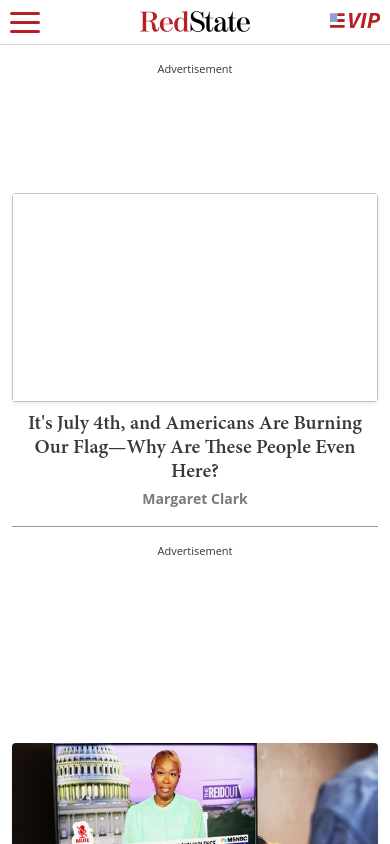 RedState
VIP
Advertisement
It's July 4th, and Americans Are Burning
Our Flag—Why Are These People Even
Here?
Margaret Clark
Advertisement
THE REIDOUT
MUTE
MSNBC